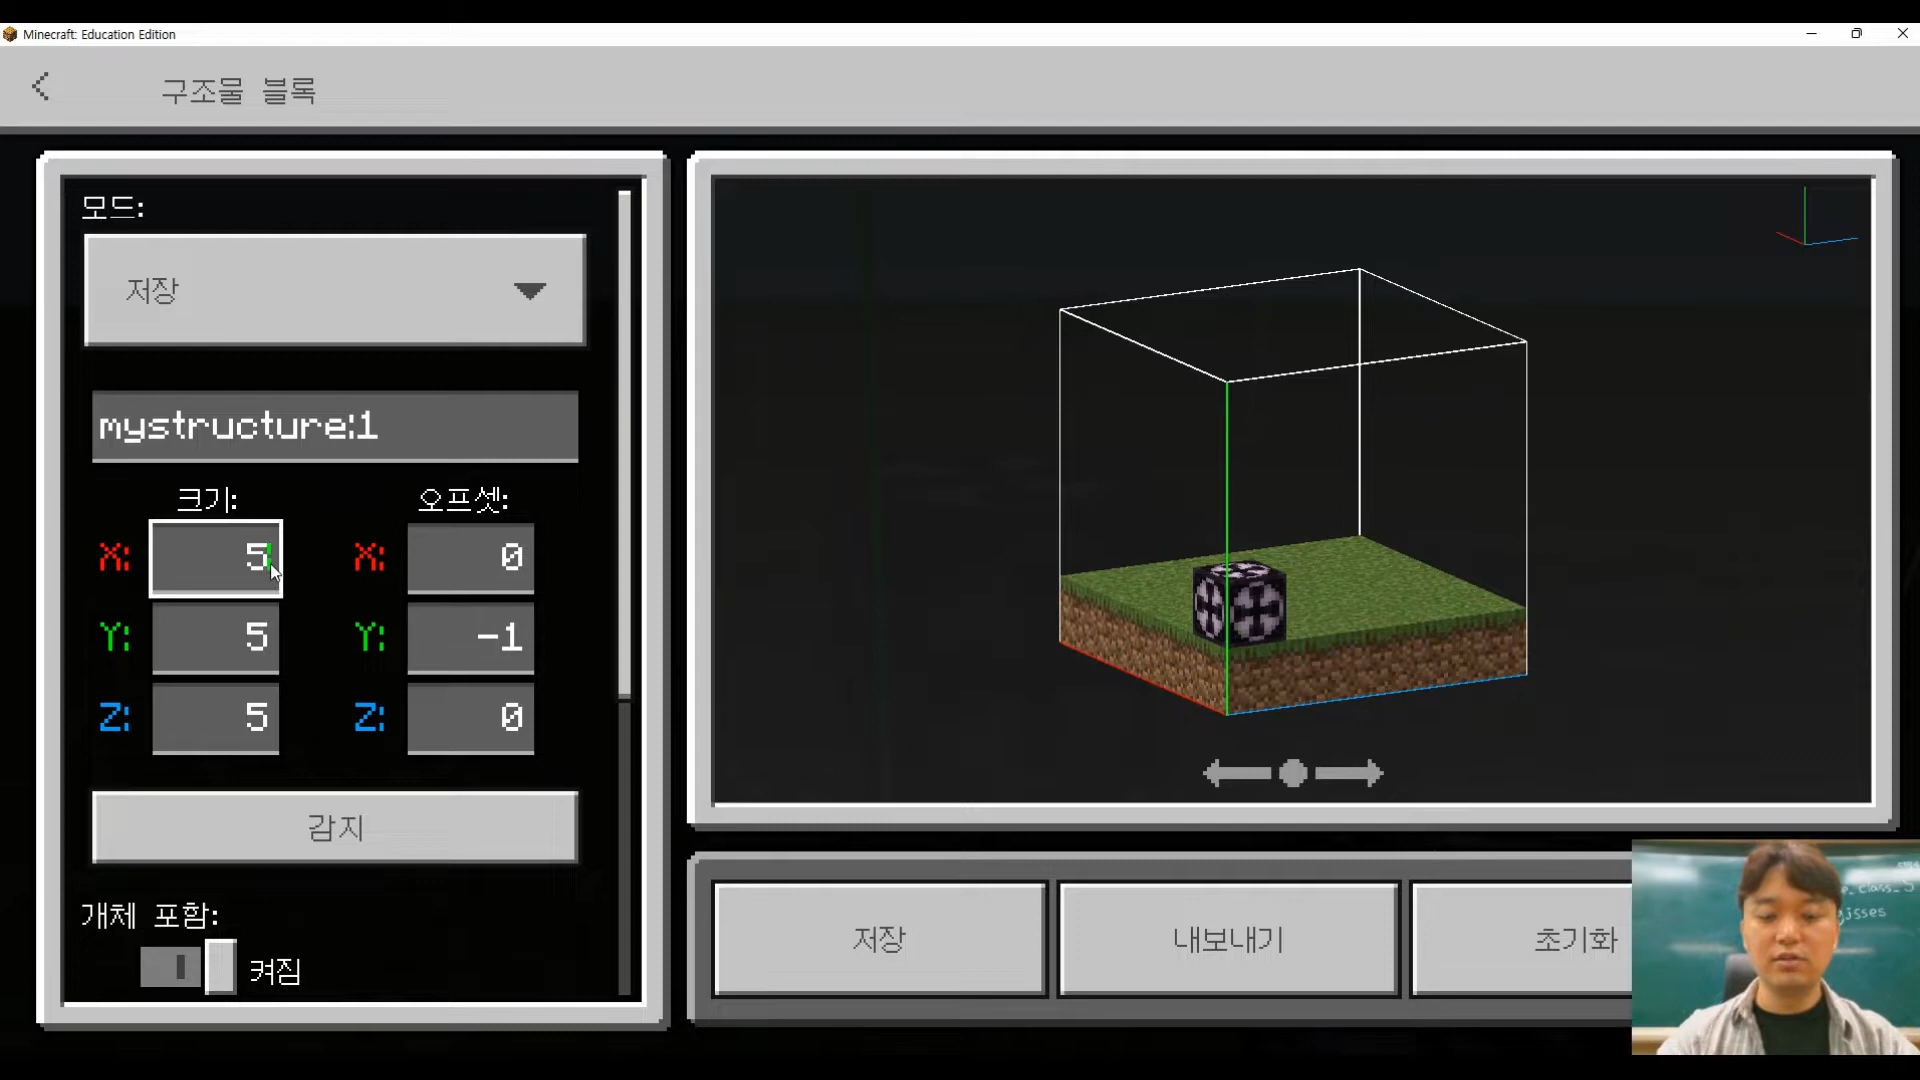 Minecraft: Education Edition
구조물 블록
모드:
저장
mystructure:1
크기: 오프셋:
X: 5 X: 0
Y: 5 Y: -1
Z: 5 Z: 0
감지
개체 포함:
켜짐
저장 내보내기 초기화